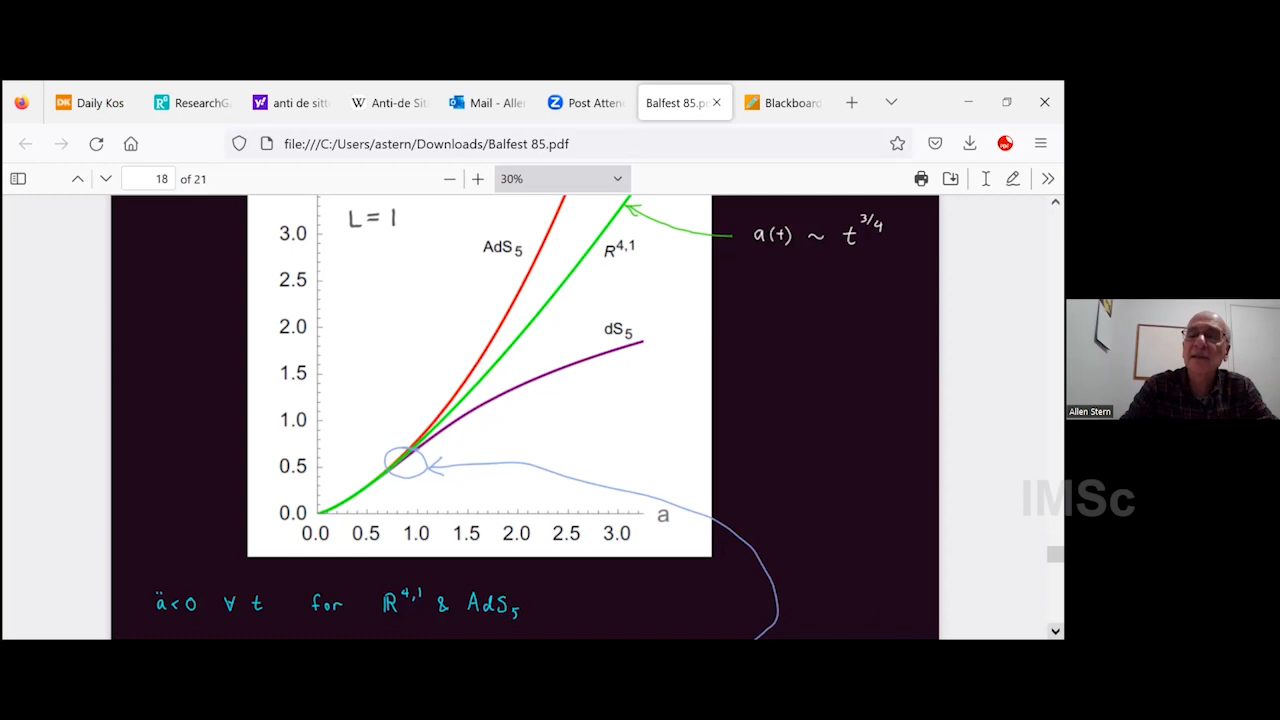 Daily Kos
ResearchG
anti de sitt
Anti-de Sit
Mail - Alle
Post Atten
Balfest 85.p
Blackboard
file:///C:/Users/astern/Downloads/Balfest 85.pdf
18 of 21
30%
L = 1
3.0
2.5
2.0
1.5
1.0
0.5
0.0
AdS5
R^4,1
dS5
a(t) ~ t^3/4
a
0.0 0.5 1.0 1.5 2.0 2.5 3.0
ä<0 ∀ t for ℝ^4,1 & AdS5
Allen Stern
IMSc